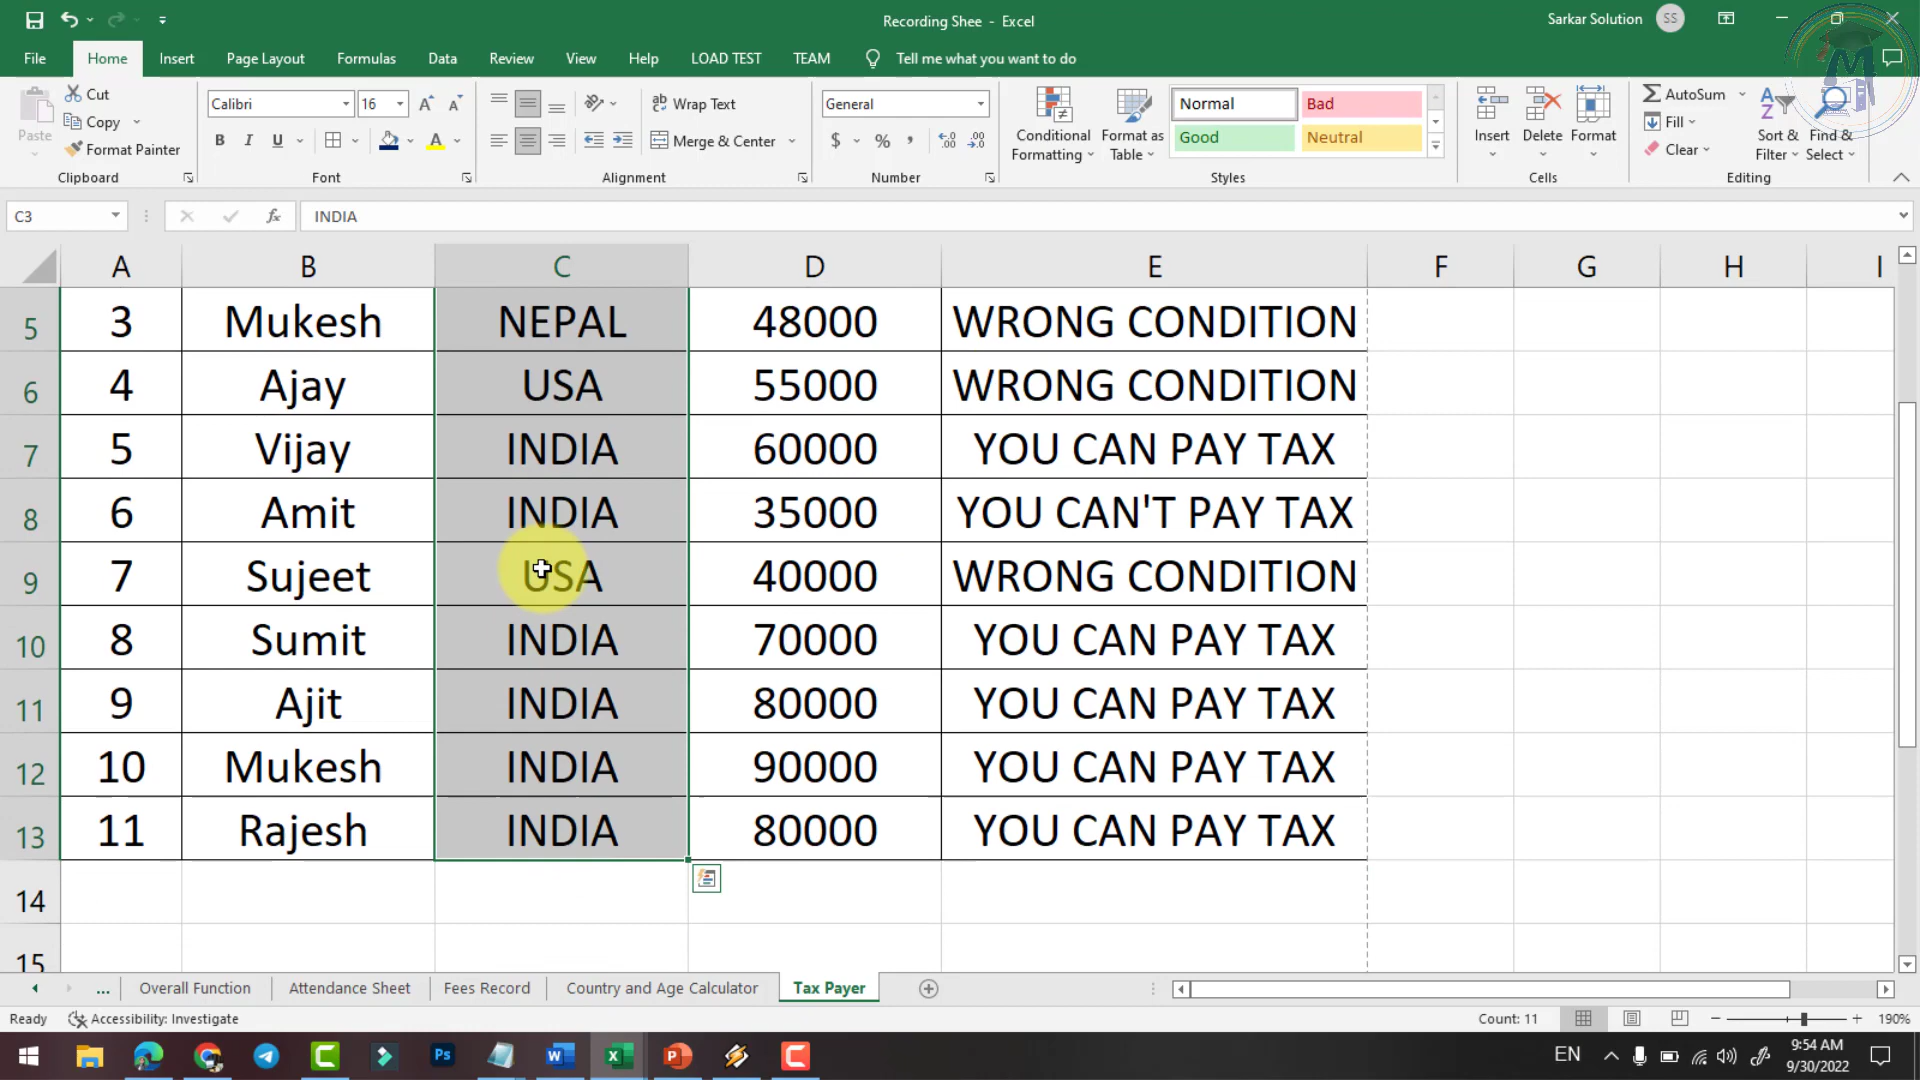 Recording Shee - Excel
Sarkar Solution SS
File Home Insert Page Layout Formulas Data Review View Help LOAD TEST TEAM Tell me what you want to do
Paste
Cut
Copy
Format Painter
Clipboard
Calibri 16
B I U A
Font
Wrap Text
Merge & Center
Alignment
General
$ % ,
Number
Conditional Formatting
Format as Table
Normal Bad
Good Neutral
Styles
Insert Delete Format
Cells
AutoSum
Fill
Clear
Sort & Filter
Find & Select
Editing
C3 fx INDIA
A B C D E F G H I
5 3 Mukesh NEPAL 48000 WRONG CONDITION
6 4 Ajay USA 55000 WRONG CONDITION
7 5 Vijay INDIA 60000 YOU CAN PAY TAX
8 6 Amit INDIA 35000 YOU CAN'T PAY TAX
9 7 Sujeet USA 40000 WRONG CONDITION
10 8 Sumit INDIA 70000 YOU CAN PAY TAX
11 9 Ajit INDIA 80000 YOU CAN PAY TAX
12 10 Mukesh INDIA 90000 YOU CAN PAY TAX
13 11 Rajesh INDIA 80000 YOU CAN PAY TAX
14
15
... Overall Function Attendance Sheet Fees Record Country and Age Calculator Tax Payer
Ready Accessibility: Investigate Count: 11 190%
EN 9:54 AM
9/30/2022